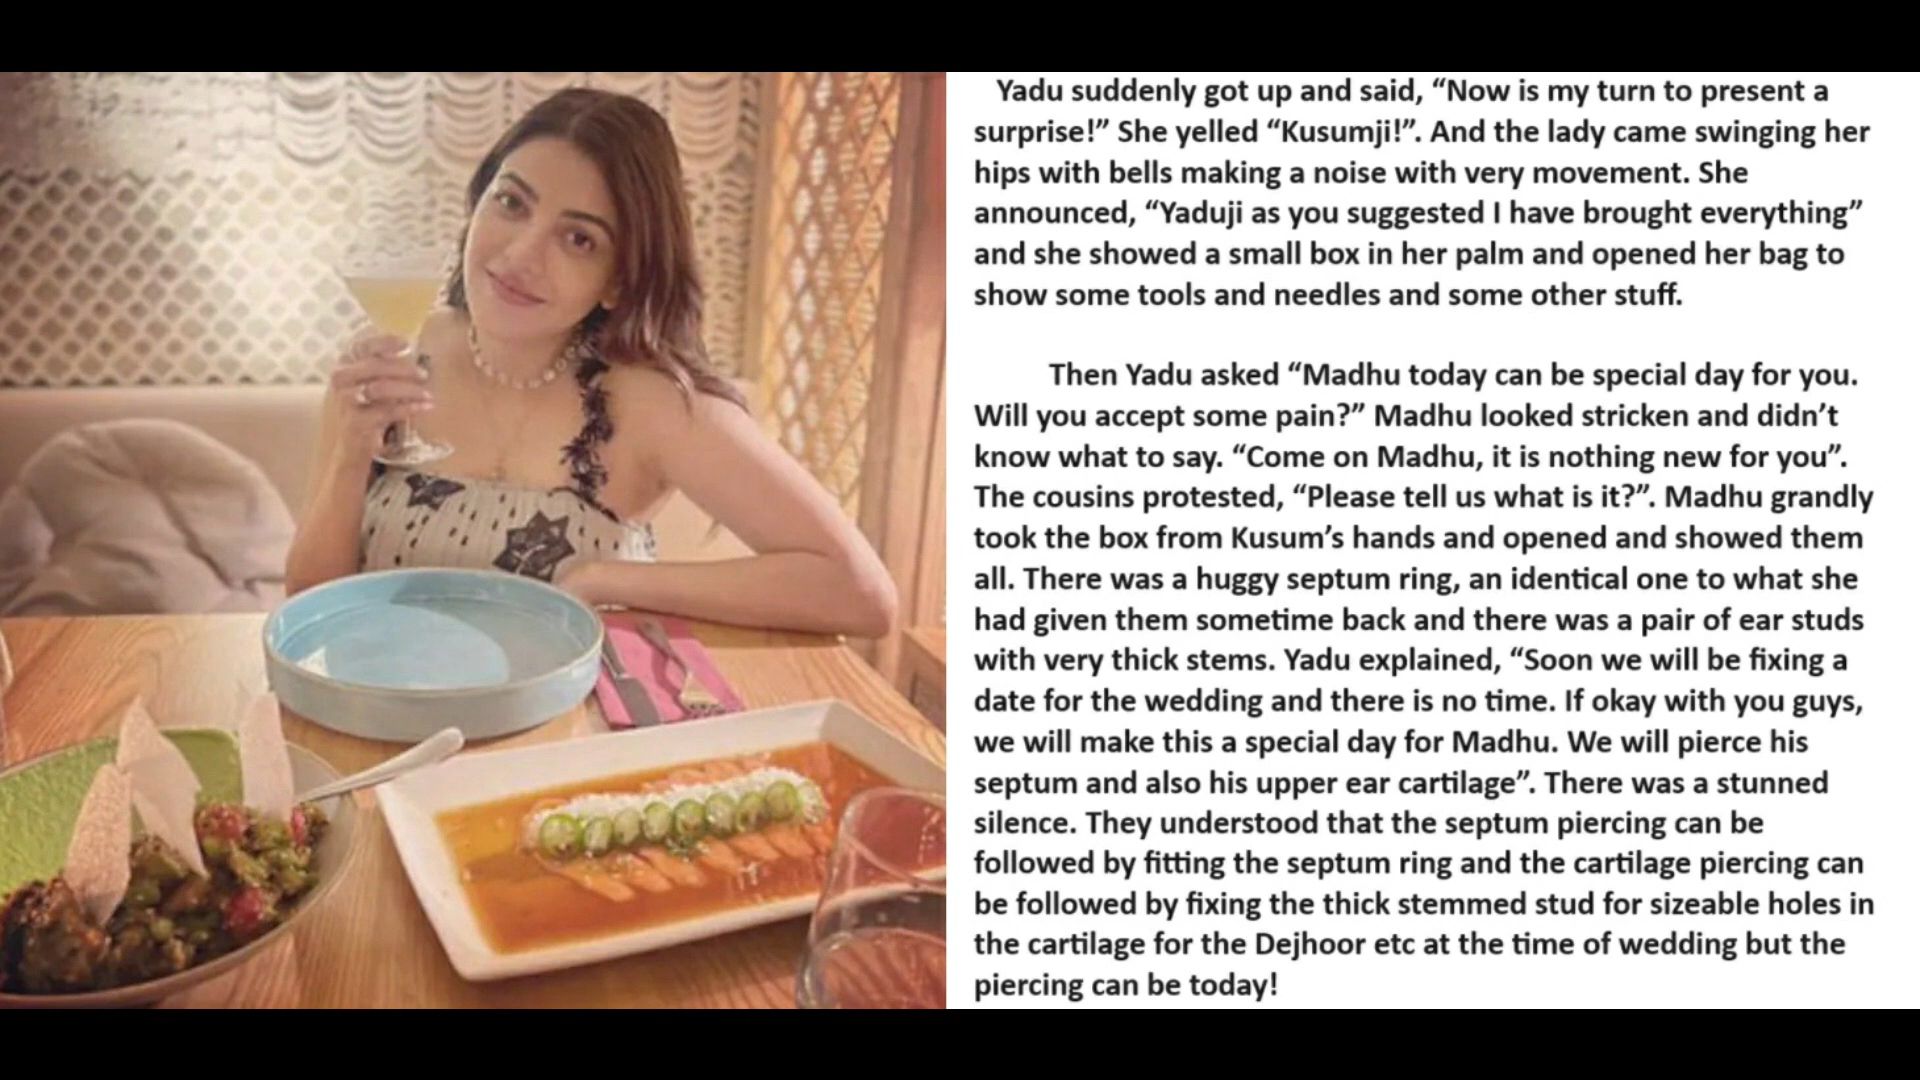 Yadu suddenly got up and said, “Now is my turn to present a
surprise!” She yelled “Kusumji!”. And the lady came swinging her
hips with bells making a noise with very movement. She
announced, “Yaduji as you suggested I have brought everything”
and she showed a small box in her palm and opened her bag to
show some tools and needles and some other stuff.
Then Yadu asked “Madhu today can be special day for you.
Will you accept some pain?” Madhu looked stricken and didn’t
know what to say. “Come on Madhu, it is nothing new for you”.
The cousins protested, “Please tell us what is it?”. Madhu grandly
took the box from Kusum’s hands and opened and showed them
all. There was a huggy septum ring, an identical one to what she
had given them sometime back and there was a pair of ear studs
with very thick stems. Yadu explained, “Soon we will be fixing a
date for the wedding and there is no time. If okay with you guys,
we will make this a special day for Madhu. We will pierce his
septum and also his upper ear cartilage”. There was a stunned
silence. They understood that the septum piercing can be
followed by fitting the septum ring and the cartilage piercing can
be followed by fixing the thick stemmed stud for sizeable holes in
the cartilage for the Dejhoor etc at the time of wedding but the
piercing can be today!